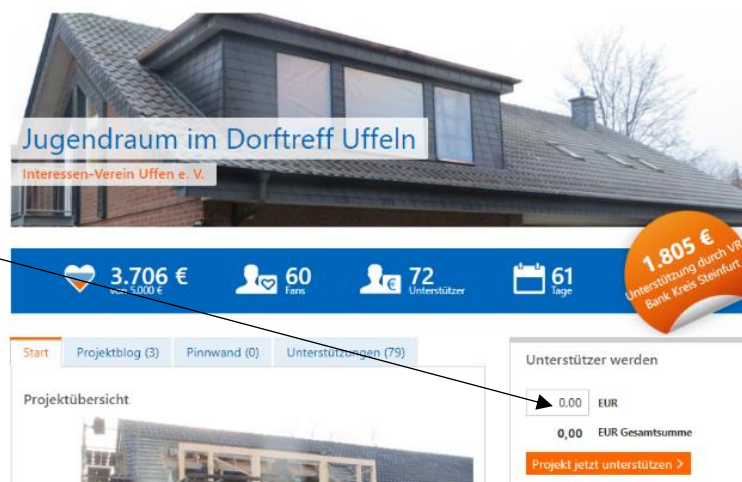 Jugendraum im Dorftreff Uffeln
Interessen-Verein Uffen e. V.
3.706 €
von 5.000 €
60
Fans
72
Unterstützer
61
Tage
1.805 €
Unterstützung durch VR
Bank Kreis Steinfurt
Start
Projektblog (3)
Pinnwand (0)
Unterstützungen (79)
Projektübersicht
Unterstützer werden
0,00 EUR
0,00 EUR Gesamtsumme
Projekt jetzt unterstützen >